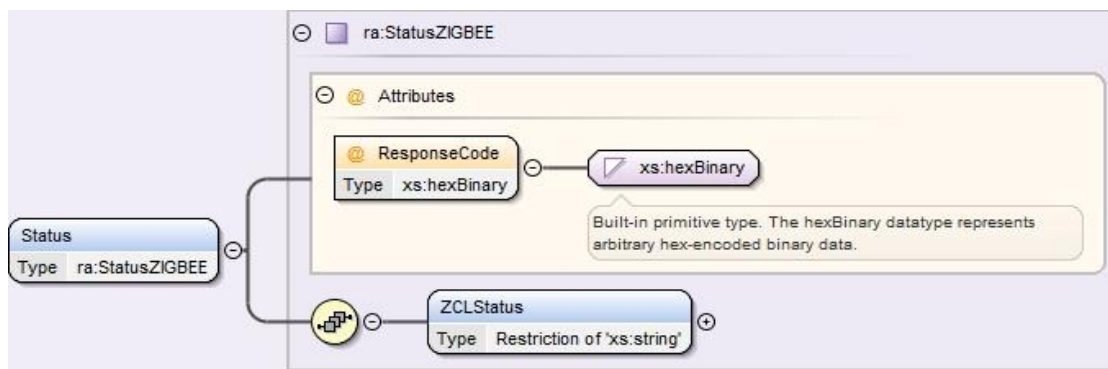 ra:StatusZIGBEE
@ Attributes
@ ResponseCode
Type xs:hexBinary
xs:hexBinary
Built-in primitive type. The hexBinary datatype represents
arbitrary hex-encoded binary data.
Status
Type ra:StatusZIGBEE
ZCLStatus
Type Restriction of 'xs:string'